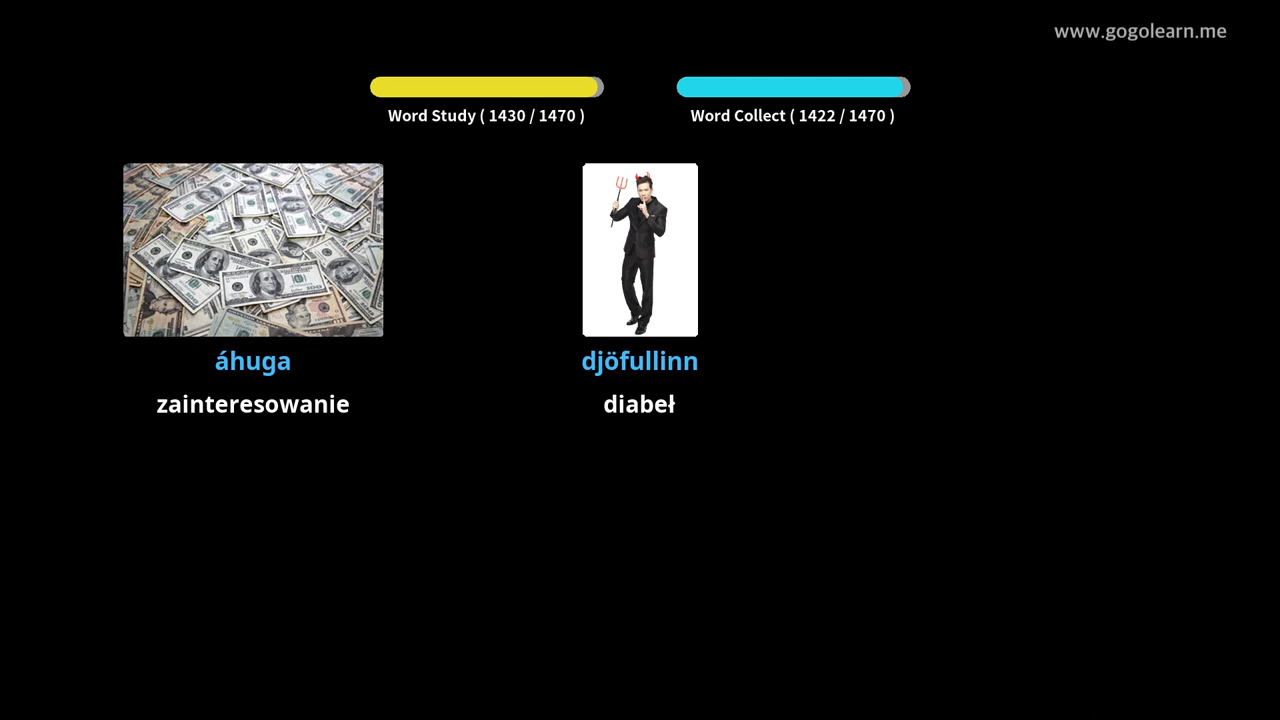 www.gogolearn.me
Word Study ( 1430 / 1470 )
Word Collect ( 1422 / 1470 )
áhuga
djöfullinn
zainteresowanie
diabeł